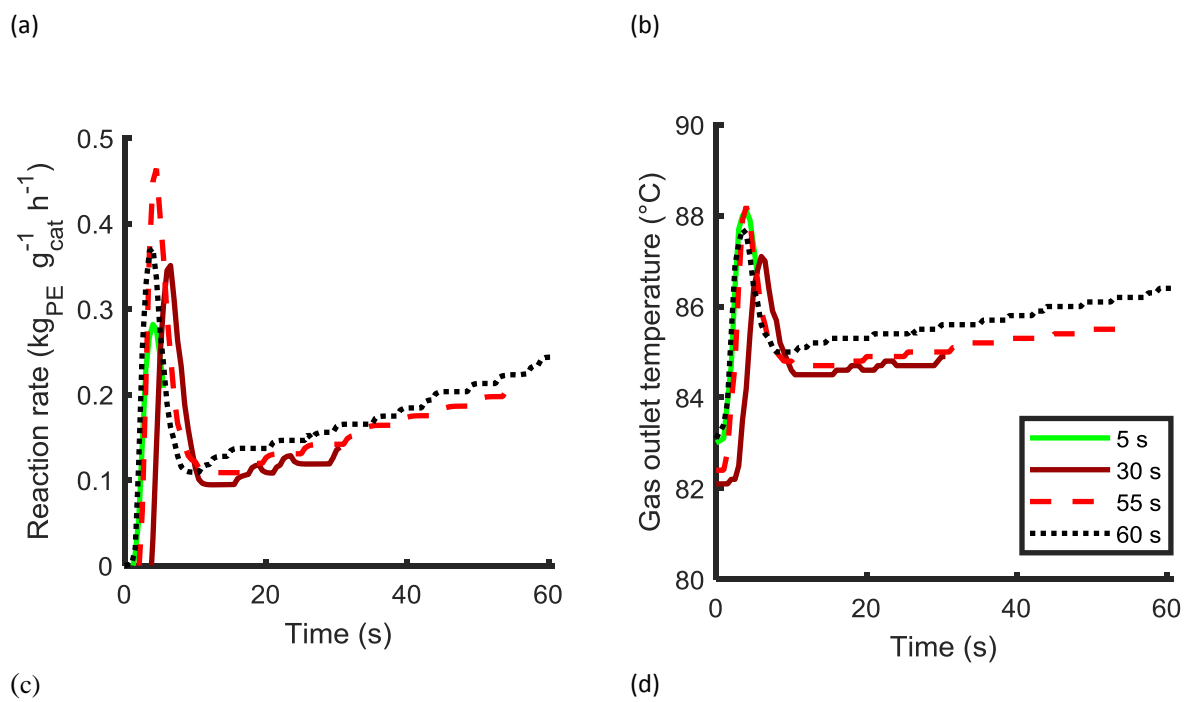 (a)
(b)
Reaction rate (kg_PE g_cat^-1 h^-1)
0.5
0.4
0.3
0.2
0.1
0
0
20
40
60
Time (s)
Gas outlet temperature (°C)
90
88
86
84
82
80
0
20
40
60
Time (s)
5 s
30 s
55 s
60 s
(c)
(d)